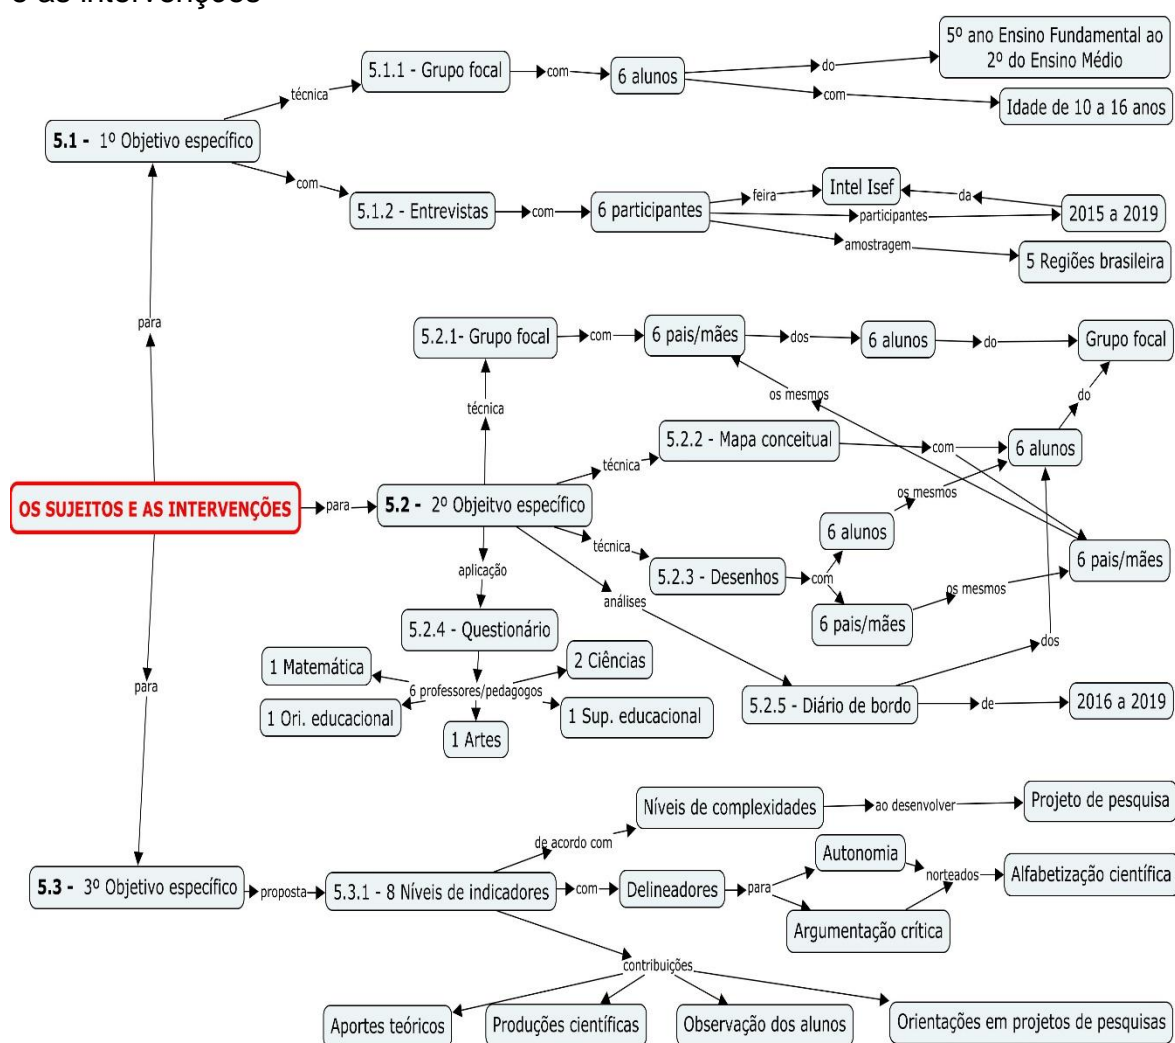 e as intervenções
5º ano Ensino Fundamental ao
2º do Ensino Médio
5.1.1 - Grupo focal
com
6 alunos
do
com
Idade de 10 a 16 anos
técnica
5.1 - 1º Objetivo específico
com
5.1.2 - Entrevistas
com
6 participantes
feira
Intel Isef
da
participantes
2015 a 2019
amostragem
5 Regiões brasileira
para
5.2.1- Grupo focal
com
6 pais/mães
dos
6 alunos
do
Grupo focal
técnica
os mesmos
do
5.2.2 - Mapa conceitual
com
6 alunos
técnica
OS SUJEITOS E AS INTERVENÇÕES
para
5.2 - 2º Objeitvo específico
os mesmos
6 alunos
técnica
5.2.3 - Desenhos
com
6 pais/mães
os mesmos
6 pais/mães
aplicação
análises
5.2.4 - Questionário
dos
1 Matemática
2 Ciências
6 professores/pedagogos
1 Ori. educacional
1 Sup. educacional
1 Artes
5.2.5 - Diário de bordo
de
2016 a 2019
para
Níveis de complexidades
ao desenvolver
Projeto de pesquisa
de acordo com
Autonomia
5.3 - 3º Objetivo específico
proposta
5.3.1 - 8 Níveis de indicadores
com
Delineadores
para
norteados
Alfabetização científica
Argumentação crítica
contribuições
Aportes teóricos
Produções científicas
Observação dos alunos
Orientações em projetos de pesquisas